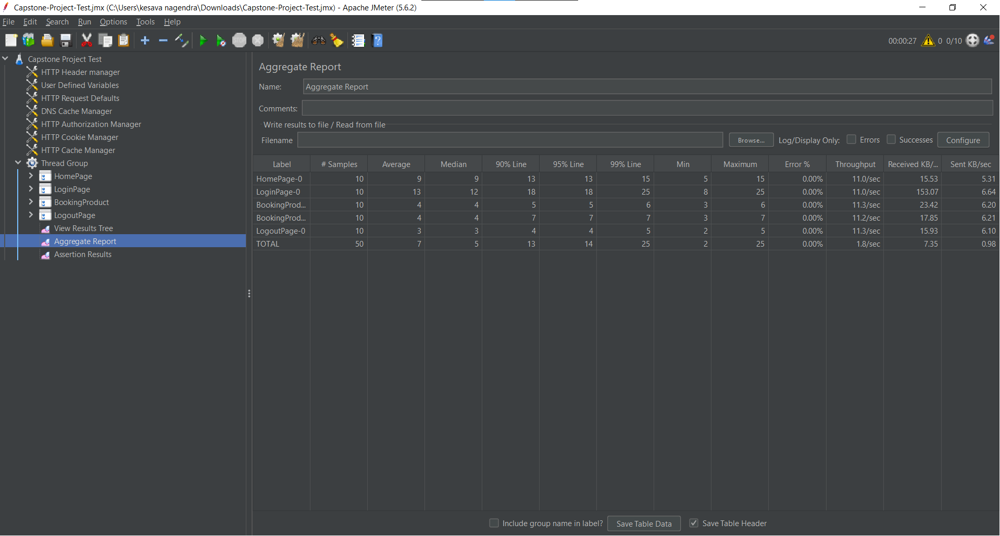 Capstone-Project-Test.jmx (C:\Users\kesava nagendra\Downloads\Capstone-Project-Test.jmx) - Apache JMeter (5.6.2)
File Edit Search Run Options Tools Help
STOP 00:00:27 0 0/10
Capstone Project Test
HTTP Header manager
User Defined Variables
HTTP Request Defaults
DNS Cache Manager
HTTP Authorization Manager
HTTP Cookie Manager
HTTP Cache Manager
Thread Group
HomePage
LoginPage
BookingProduct
LogoutPage
View Results Tree
Aggregate Report
Assertion Results
Aggregate Report
Name: Aggregate Report
Comments:
Write results to file / Read from file
Filename Browse... Log/Display Only: Errors Successes Configure
Label # Samples Average Median 90% Line 95% Line 99% Line Min Maximum Error % Throughput Received KB/... Sent KB/sec
HomePage-0 10 9 9 13 13 15 5 15 0.00% 11.0/sec 15.53 5.31
LoginPage-0 10 13 12 18 18 25 8 25 0.00% 11.0/sec 153.07 6.64
BookingProd... 10 4 4 5 5 6 3 6 0.00% 11.3/sec 23.42 6.20
BookingProd... 10 4 4 7 7 7 3 7 0.00% 11.2/sec 17.85 6.21
LogoutPage-0 10 3 3 4 4 5 2 5 0.00% 11.3/sec 15.93 6.10
TOTAL 50 7 5 13 14 25 2 25 0.00% 1.8/sec 7.35 0.98
Include group name in label? Save Table Data Save Table Header